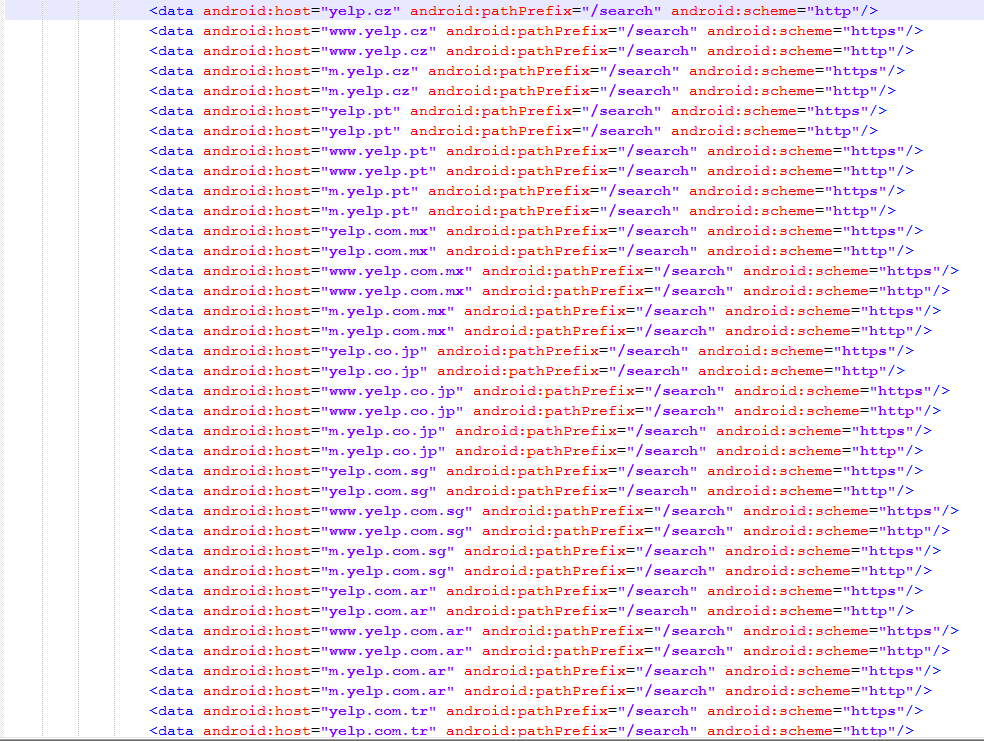 <data android:host="yelp.cz" android:pathPrefix="/search" android:scheme="http"/>
<data android:host="www.yelp.cz" android:pathPrefix="/search" android:scheme="https"/>
<data android:host="www.yelp.cz" android:pathPrefix="/search" android:scheme="http"/>
<data android:host="m.yelp.cz" android:pathPrefix="/search" android:scheme="https"/>
<data android:host="m.yelp.cz" android:pathPrefix="/search" android:scheme="http"/>
<data android:host="yelp.pt" android:pathPrefix="/search" android:scheme="https"/>
<data android:host="yelp.pt" android:pathPrefix="/search" android:scheme="http"/>
<data android:host="www.yelp.pt" android:pathPrefix="/search" android:scheme="https"/>
<data android:host="www.yelp.pt" android:pathPrefix="/search" android:scheme="http"/>
<data android:host="m.yelp.pt" android:pathPrefix="/search" android:scheme="https"/>
<data android:host="m.yelp.pt" android:pathPrefix="/search" android:scheme="http"/>
<data android:host="yelp.com.mx" android:pathPrefix="/search" android:scheme="https"/>
<data android:host="yelp.com.mx" android:pathPrefix="/search" android:scheme="http"/>
<data android:host="www.yelp.com.mx" android:pathPrefix="/search" android:scheme="https"/>
<data android:host="www.yelp.com.mx" android:pathPrefix="/search" android:scheme="http"/>
<data android:host="m.yelp.com.mx" android:pathPrefix="/search" android:scheme="https"/>
<data android:host="m.yelp.com.mx" android:pathPrefix="/search" android:scheme="http"/>
<data android:host="yelp.co.jp" android:pathPrefix="/search" android:scheme="https"/>
<data android:host="yelp.co.jp" android:pathPrefix="/search" android:scheme="http"/>
<data android:host="www.yelp.co.jp" android:pathPrefix="/search" android:scheme="https"/>
<data android:host="www.yelp.co.jp" android:pathPrefix="/search" android:scheme="http"/>
<data android:host="m.yelp.co.jp" android:pathPrefix="/search" android:scheme="https"/>
<data android:host="m.yelp.co.jp" android:pathPrefix="/search" android:scheme="http"/>
<data android:host="yelp.com.sg" android:pathPrefix="/search" android:scheme="https"/>
<data android:host="yelp.com.sg" android:pathPrefix="/search" android:scheme="http"/>
<data android:host="www.yelp.com.sg" android:pathPrefix="/search" android:scheme="https"/>
<data android:host="www.yelp.com.sg" android:pathPrefix="/search" android:scheme="http"/>
<data android:host="m.yelp.com.sg" android:pathPrefix="/search" android:scheme="https"/>
<data android:host="m.yelp.com.sg" android:pathPrefix="/search" android:scheme="http"/>
<data android:host="yelp.com.ar" android:pathPrefix="/search" android:scheme="https"/>
<data android:host="yelp.com.ar" android:pathPrefix="/search" android:scheme="http"/>
<data android:host="www.yelp.com.ar" android:pathPrefix="/search" android:scheme="https"/>
<data android:host="www.yelp.com.ar" android:pathPrefix="/search" android:scheme="http"/>
<data android:host="m.yelp.com.ar" android:pathPrefix="/search" android:scheme="https"/>
<data android:host="m.yelp.com.ar" android:pathPrefix="/search" android:scheme="http"/>
<data android:host="yelp.com.tr" android:pathPrefix="/search" android:scheme="https"/>
<data android:host="yelp.com.tr" android:pathPrefix="/search" android:scheme="http"/>